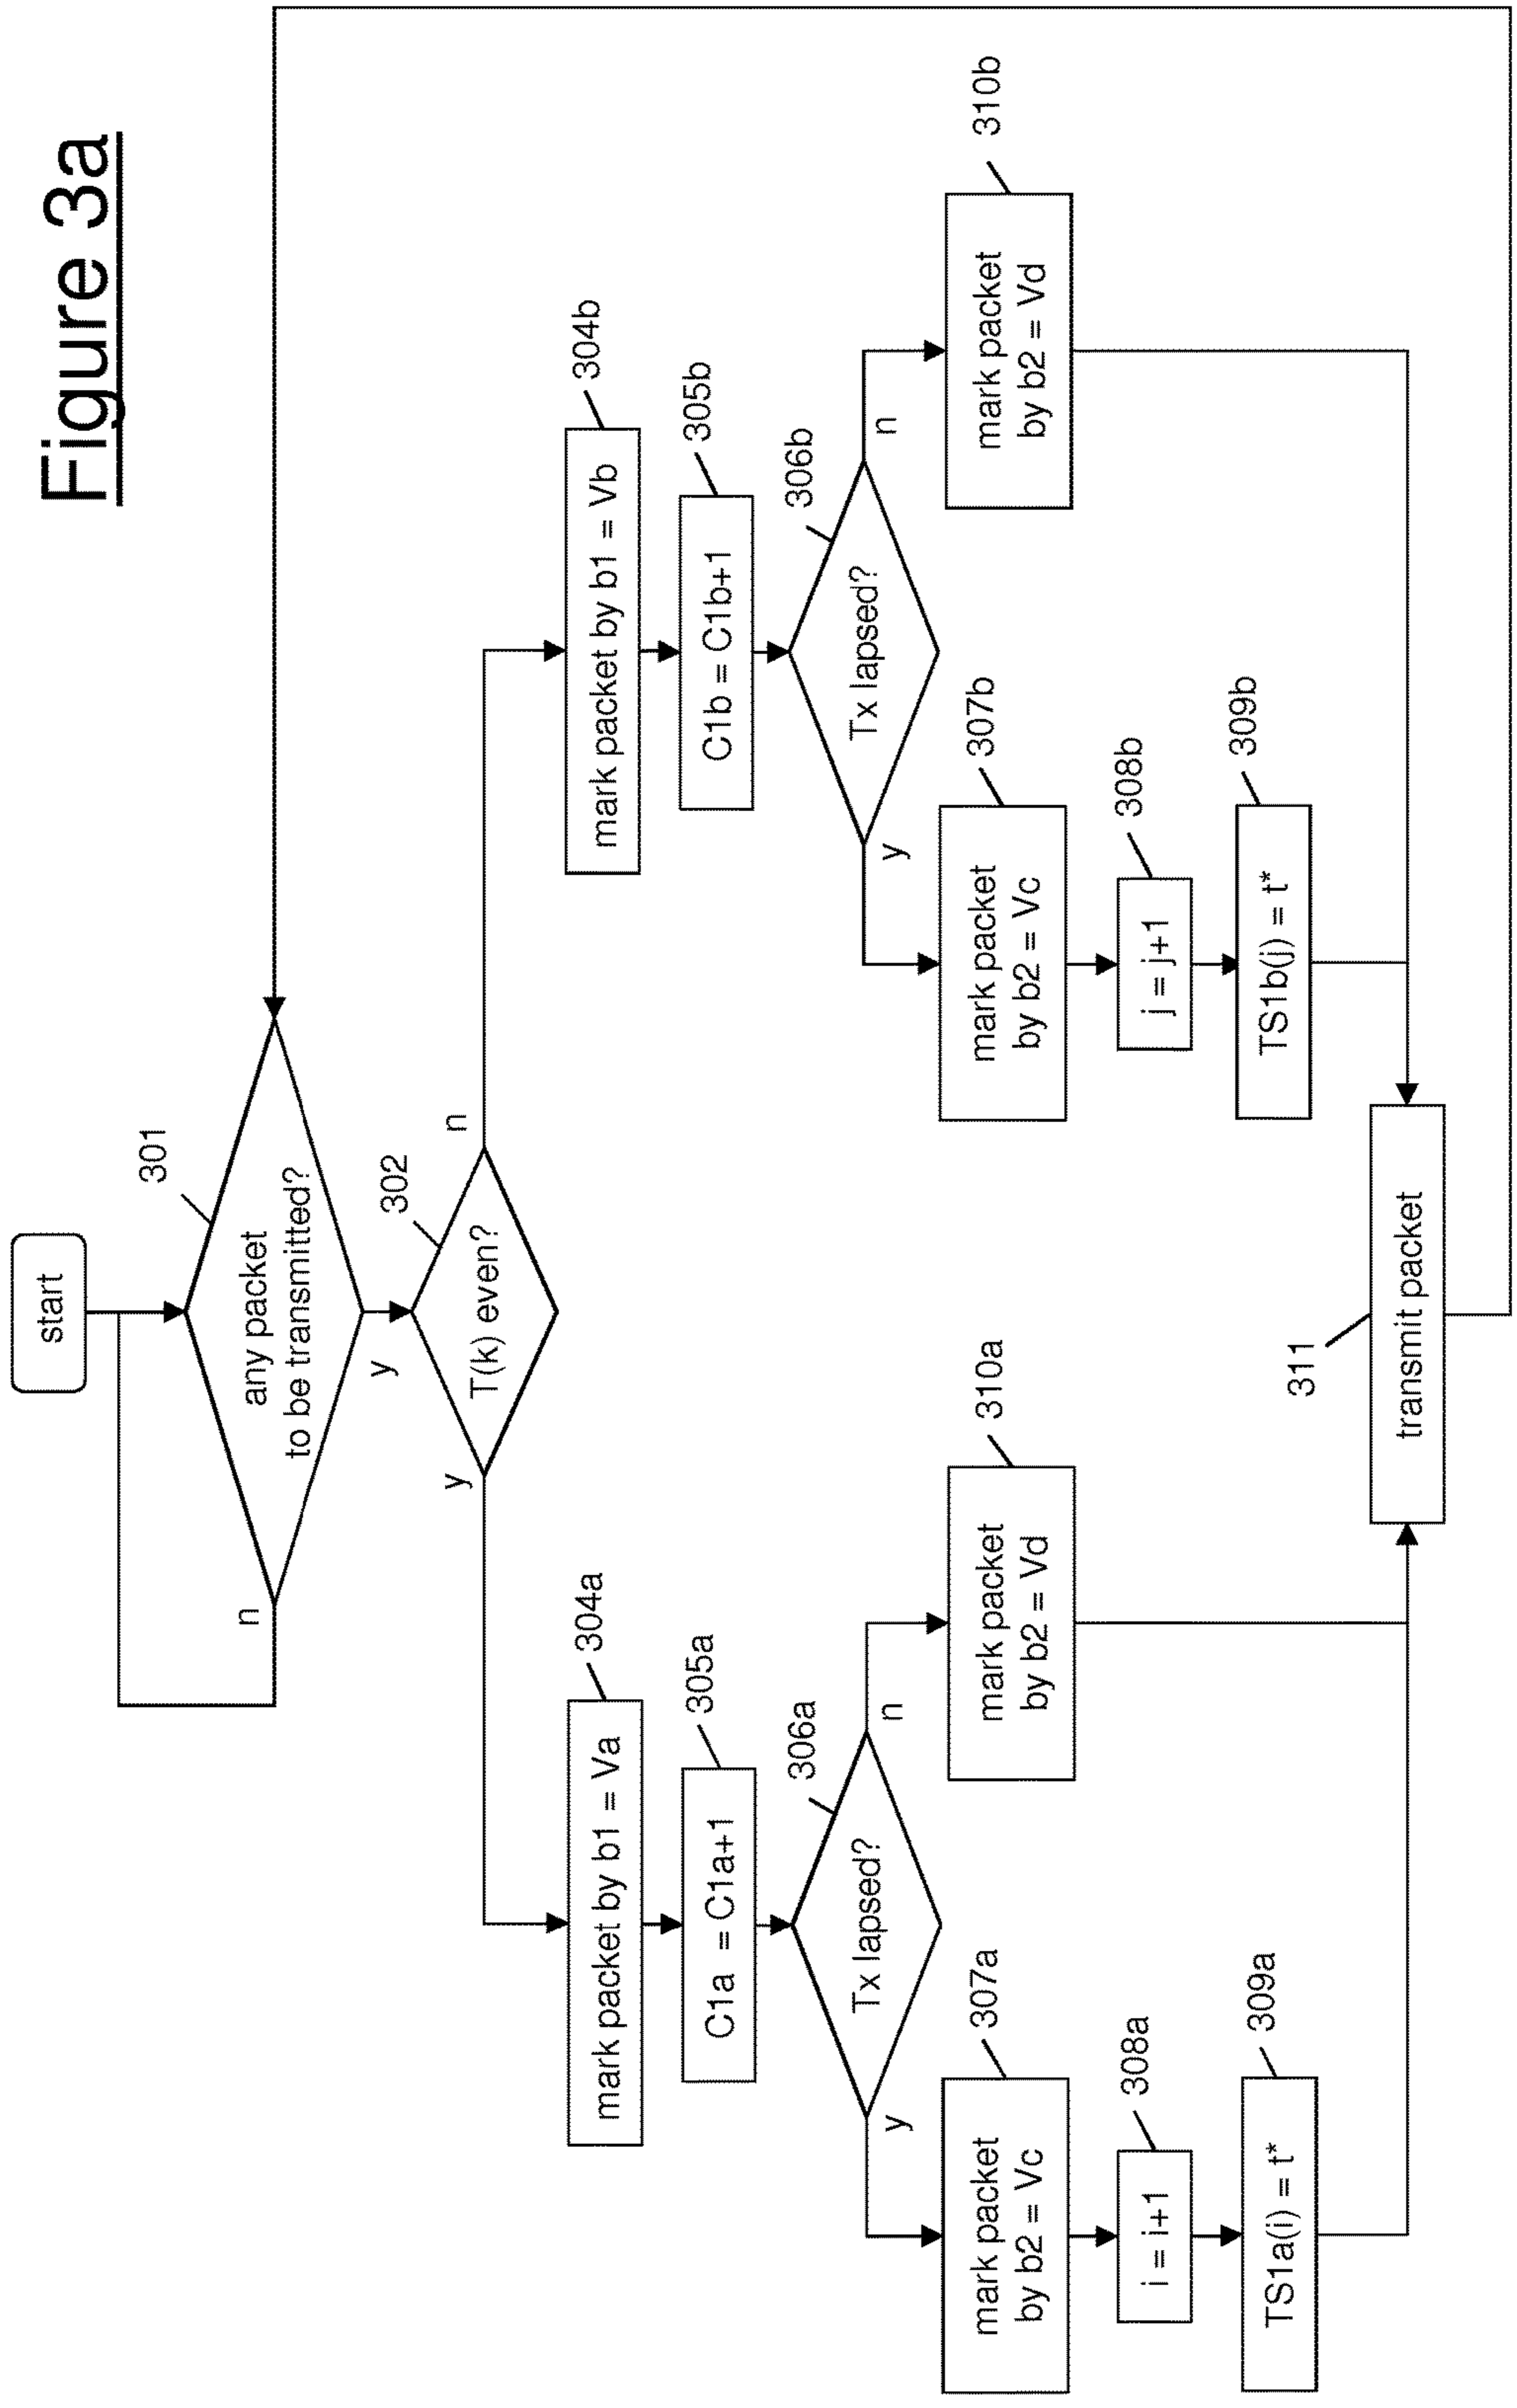 Figure 3a
start
301
any packet
to be transmitted?
n
y
302
T(k) even?
y
n
304a
mark packet by b1 = Va
304b
mark packet by b1 = Vb
305a
C1a = C1a+1
305b
C1b = C1b+1
306a
Tx lapsed?
y
n
306b
Tx lapsed?
y
n
307a
mark packet
by b2 = Vc
310a
mark packet
by b2 = Vd
307b
mark packet
by b2 = Vc
310b
mark packet
by b2 = Vd
308a
i = i+1
308b
j = j+1
309a
TS1a(i) = t*
309b
TS1b(j) = t*
311
transmit packet